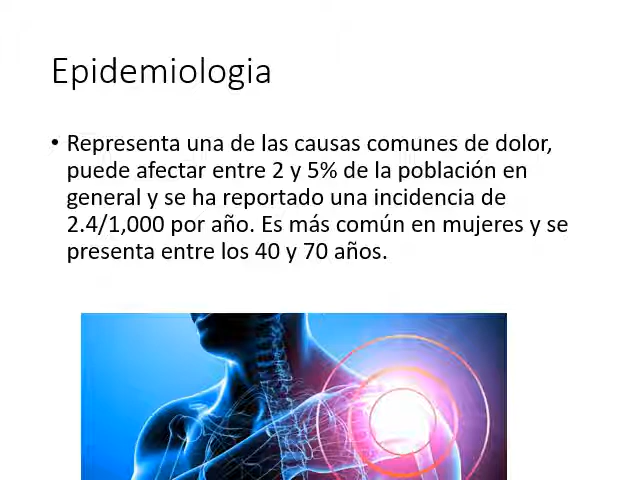 Epidemiologia
• Representa una de las causas comunes de dolor,
puede afectar entre 2 y 5% de la población en
general y se ha reportado una incidencia de
2.4/1,000 por año. Es más común en mujeres y se
presenta entre los 40 y 70 años.